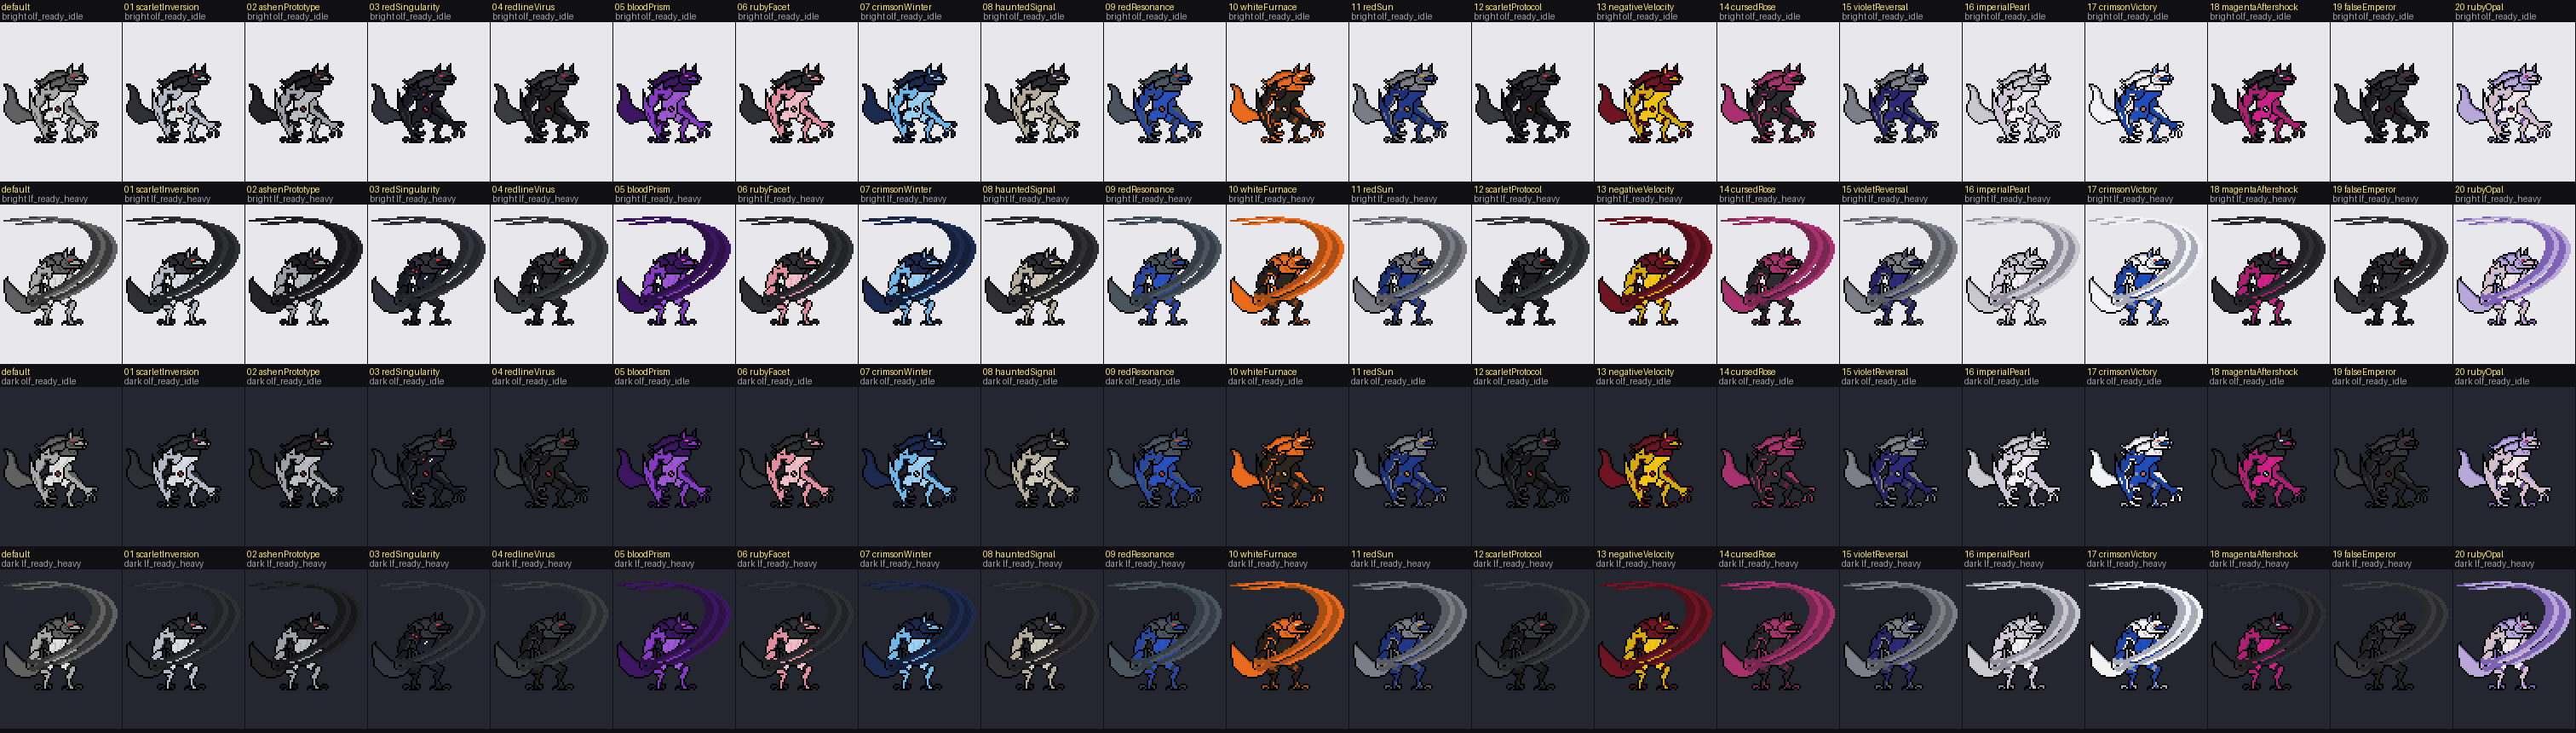 default 01 scarletInversion 02 ashenPrototype 03 redSingularity 04 redlineVirus 05 bloodPrism 06 rubyFacet 07 crimsonWinter 08 hauntedSignal 09 redResonance 10 whiteFurnace 11 redSun 12 scarletProtocol 13 negativeVelocity 14 cursedRose 15 violetReversal 16 imperialPearl 17 crimsonVictory 18 magentaAftershock 19 falseEmperor 20 rubyOpal
bright olf_ready_idle bright olf_ready_idle bright olf_ready_idle bright olf_ready_idle bright olf_ready_idle bright olf_ready_idle bright olf_ready_idle bright olf_ready_idle bright olf_ready_idle bright olf_ready_idle bright olf_ready_idle bright olf_ready_idle bright olf_ready_idle bright olf_ready_idle bright olf_ready_idle bright olf_ready_idle bright olf_ready_idle bright olf_ready_idle bright olf_ready_idle bright olf_ready_idle bright olf_ready_idle
default 01 scarletInversion 02 ashenPrototype 03 redSingularity 04 redlineVirus 05 bloodPrism 06 rubyFacet 07 crimsonWinter 08 hauntedSignal 09 redResonance 10 whiteFurnace 11 redSun 12 scarletProtocol 13 negativeVelocity 14 cursedRose 15 violetReversal 16 imperialPearl 17 crimsonVictory 18 magentaAftershock 19 falseEmperor 20 rubyOpal
bright lf_ready_heavy bright lf_ready_heavy bright lf_ready_heavy bright lf_ready_heavy bright lf_ready_heavy bright lf_ready_heavy bright lf_ready_heavy bright lf_ready_heavy bright lf_ready_heavy bright lf_ready_heavy bright lf_ready_heavy bright lf_ready_heavy bright lf_ready_heavy bright lf_ready_heavy bright lf_ready_heavy bright lf_ready_heavy bright lf_ready_heavy bright lf_ready_heavy bright lf_ready_heavy bright lf_ready_heavy bright lf_ready_heavy
default 01 scarletInversion 02 ashenPrototype 03 redSingularity 04 redlineVirus 05 bloodPrism 06 rubyFacet 07 crimsonWinter 08 hauntedSignal 09 redResonance 10 whiteFurnace 11 redSun 12 scarletProtocol 13 negativeVelocity 14 cursedRose 15 violetReversal 16 imperialPearl 17 crimsonVictory 18 magentaAftershock 19 falseEmperor 20 rubyOpal
dark olf_ready_idle dark olf_ready_idle dark olf_ready_idle dark olf_ready_idle dark olf_ready_idle dark olf_ready_idle dark olf_ready_idle dark olf_ready_idle dark olf_ready_idle dark olf_ready_idle dark olf_ready_idle dark olf_ready_idle dark olf_ready_idle dark olf_ready_idle dark olf_ready_idle dark olf_ready_idle dark olf_ready_idle dark olf_ready_idle dark olf_ready_idle dark olf_ready_idle dark olf_ready_idle
default 01 scarletInversion 02 ashenPrototype 03 redSingularity 04 redlineVirus 05 bloodPrism 06 rubyFacet 07 crimsonWinter 08 hauntedSignal 09 redResonance 10 whiteFurnace 11 redSun 12 scarletProtocol 13 negativeVelocity 14 cursedRose 15 violetReversal 16 imperialPearl 17 crimsonVictory 18 magentaAftershock 19 falseEmperor 20 rubyOpal
dark lf_ready_heavy dark lf_ready_heavy dark lf_ready_heavy dark lf_ready_heavy dark lf_ready_heavy dark lf_ready_heavy dark lf_ready_heavy dark lf_ready_heavy dark lf_ready_heavy dark lf_ready_heavy dark lf_ready_heavy dark lf_ready_heavy dark lf_ready_heavy dark lf_ready_heavy dark lf_ready_heavy dark lf_ready_heavy dark lf_ready_heavy dark lf_ready_heavy dark lf_ready_heavy dark lf_ready_heavy dark lf_ready_heavy